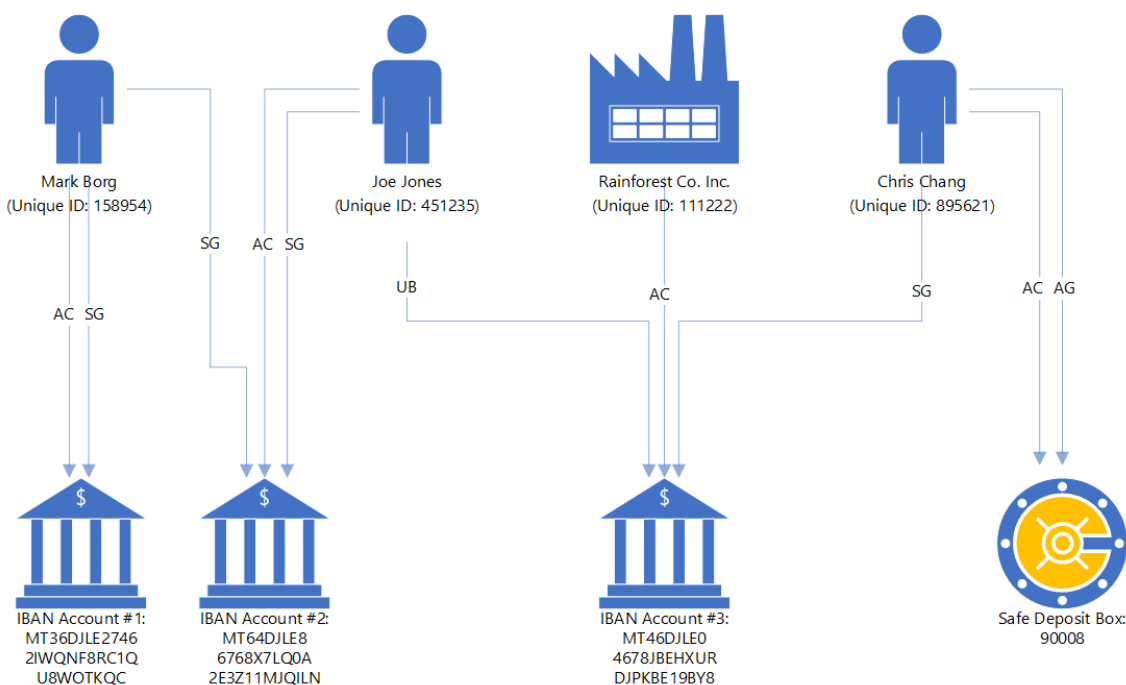 Mark Borg
(Unique ID: 158954)
Joe Jones
(Unique ID: 451235)
Rainforest Co. Inc.
(Unique ID: 111222)
Chris Chang
(Unique ID: 895621)
SG
AC
SG
UB
AC
SG
AC
AG
AC
SG
$
$
$
IBAN Account #1:
MT36DJLE2746
2IWQNF8RC1Q
U8WOTKQC
IBAN Account #2:
MT64DJLE8
6768X7LQ0A
2E3Z11MJQILN
IBAN Account #3:
MT46DJLE0
4678JBEHXUR
DJPKBE19BY8
Safe Deposit Box:
90008